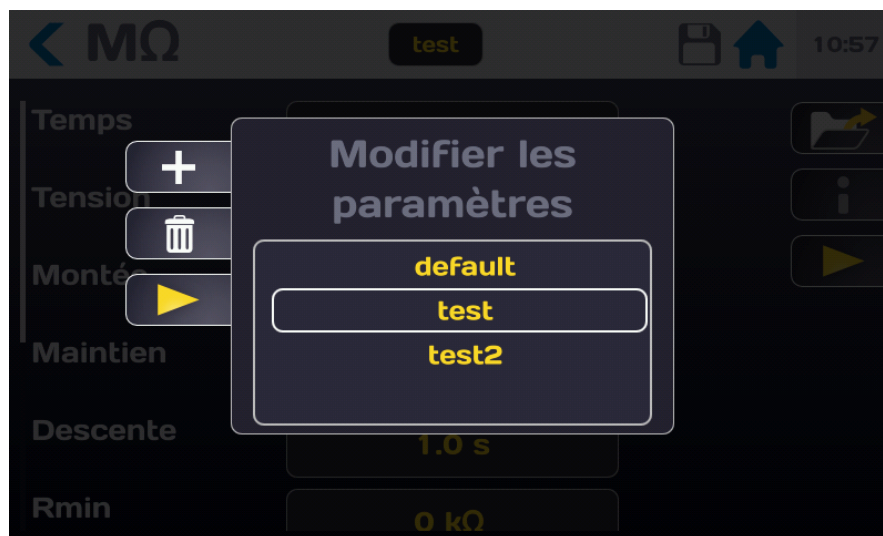 MΩ
test
10:57
Temps
Modifier les
paramètres
Tension
default
Montée
test
Maintien
test2
Descente
1.0 s
Rmin
0 kΩ